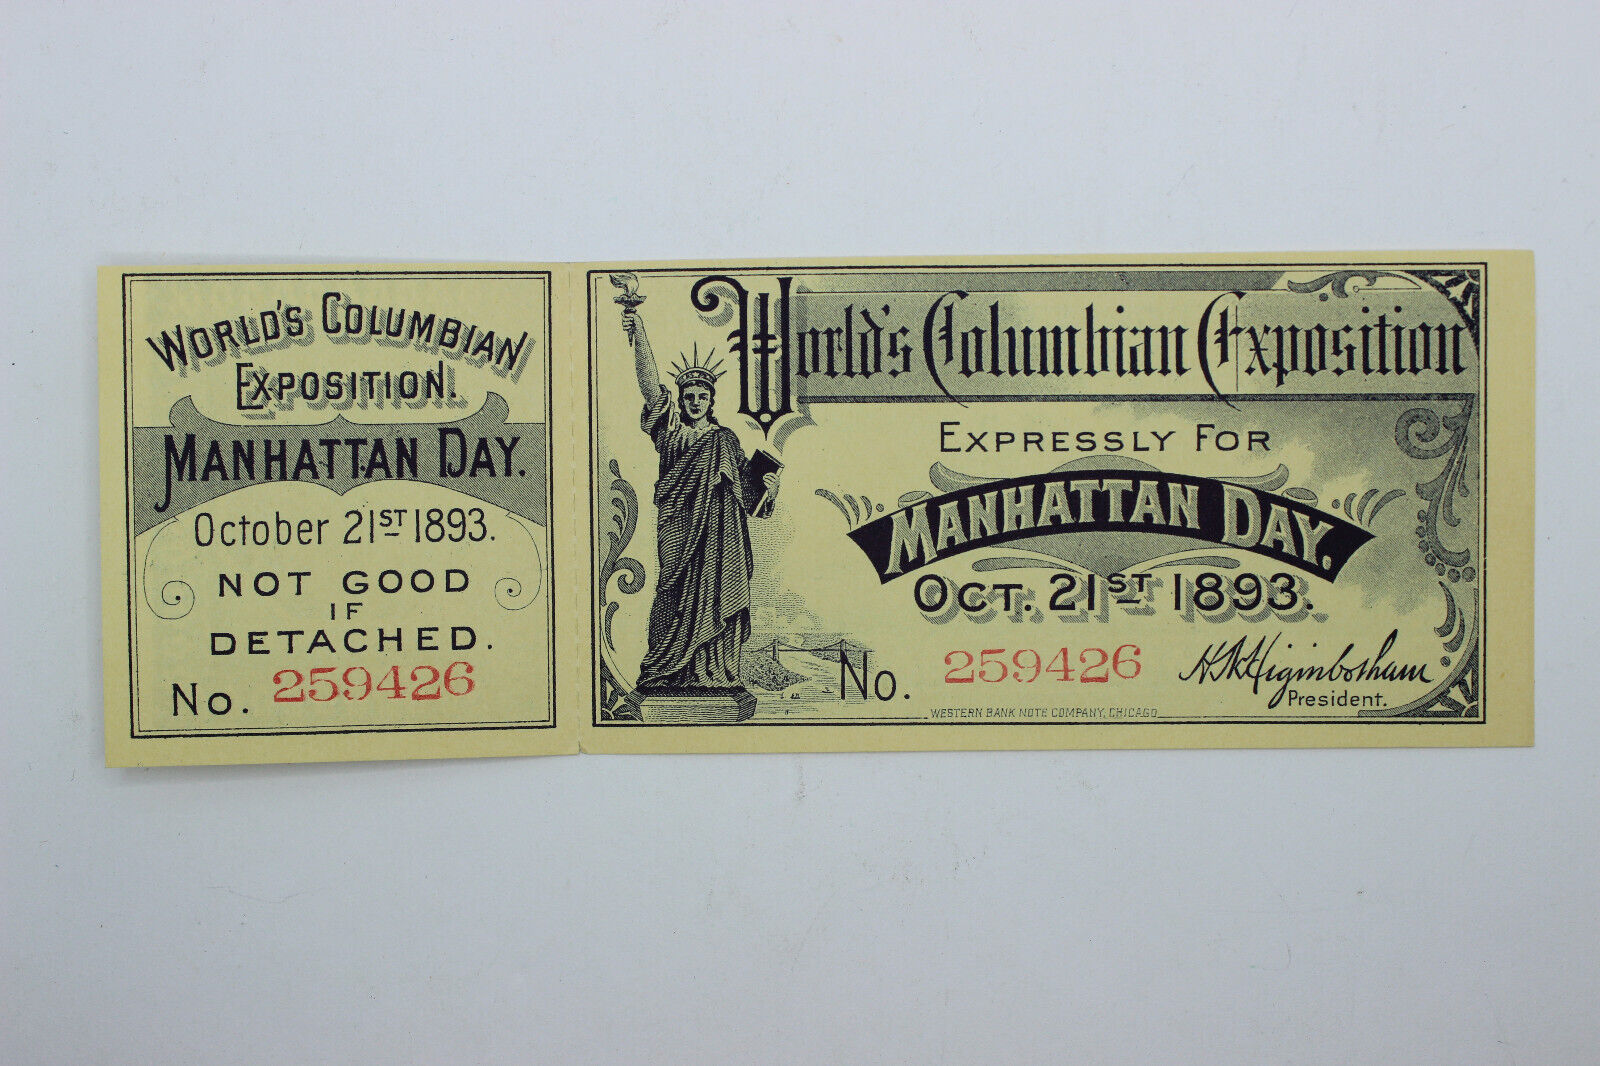 WORLD'S COLUMBIAN
EXPOSITION.
MANHATTAN DAY.
October 21ST 1893.
NOT GOOD
IF
DETACHED.
No. 259426
World's Columbian Exposition
EXPRESSLY FOR
MANHATTAN DAY.
OCT. 21ST 1893.
No. 259426
H.N. Higinbotham
President.
WESTERN BANK NOTE COMPANY, CHICAGO